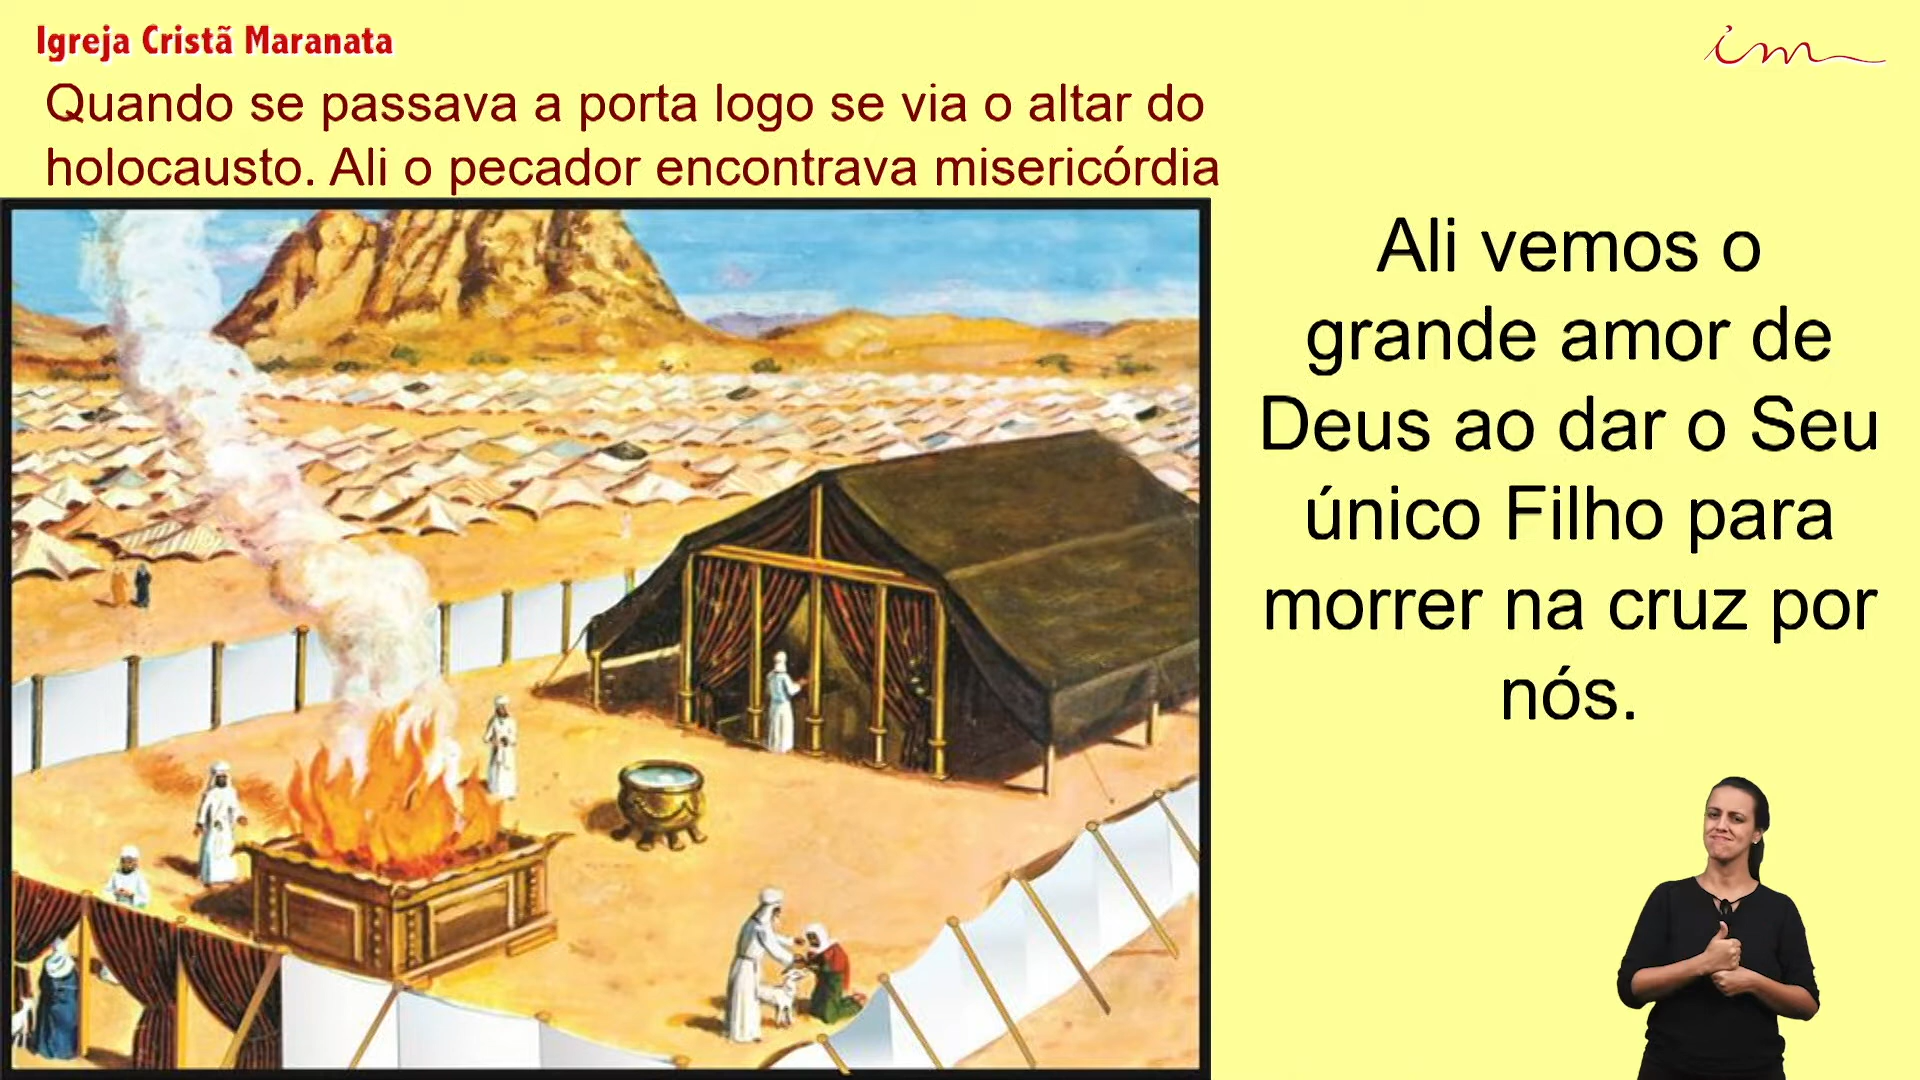 Igreja Cristã Maranata
im
Quando se passava a porta logo se via o altar do
holocausto. Ali o pecador encontrava misericórdia
Ali vemos o
grande amor de
Deus ao dar o Seu
único Filho para
morrer na cruz por
nós.